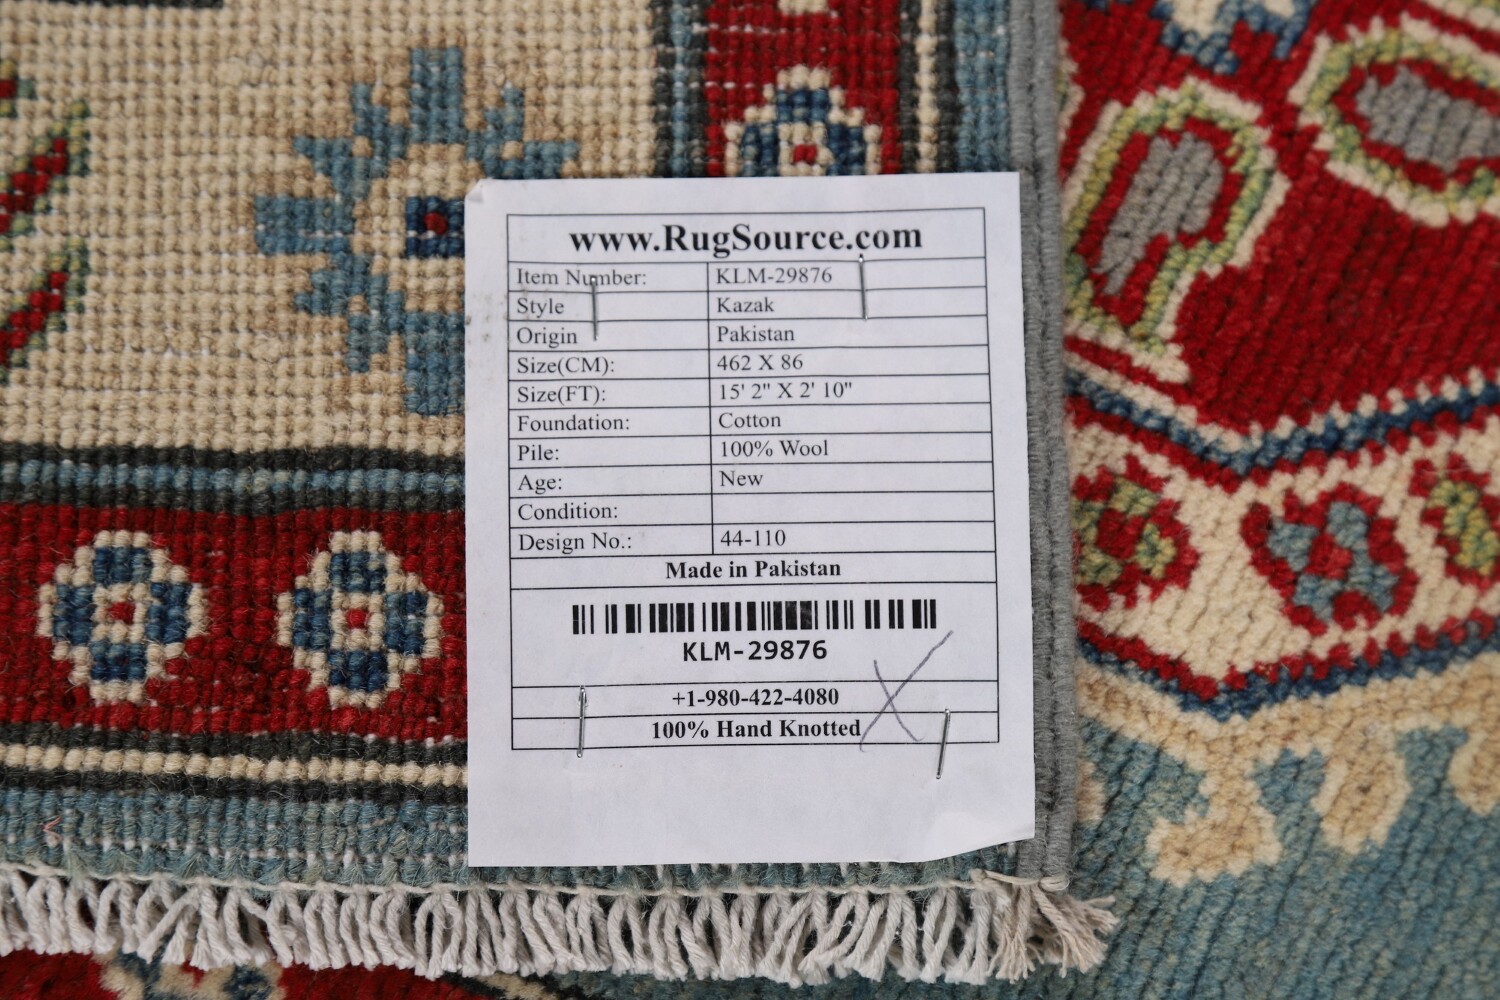 www.RugSource.com
Item Number: KLM-29876
Style Kazak
Origin Pakistan
Size(CM): 462 X 86
Size(FT): 15' 2" X 2' 10"
Foundation: Cotton
Pile: 100% Wool
Age: New
Condition:
Design No.: 44-110
Made in Pakistan
KLM-29876
+1-980-422-4080
100% Hand Knotted